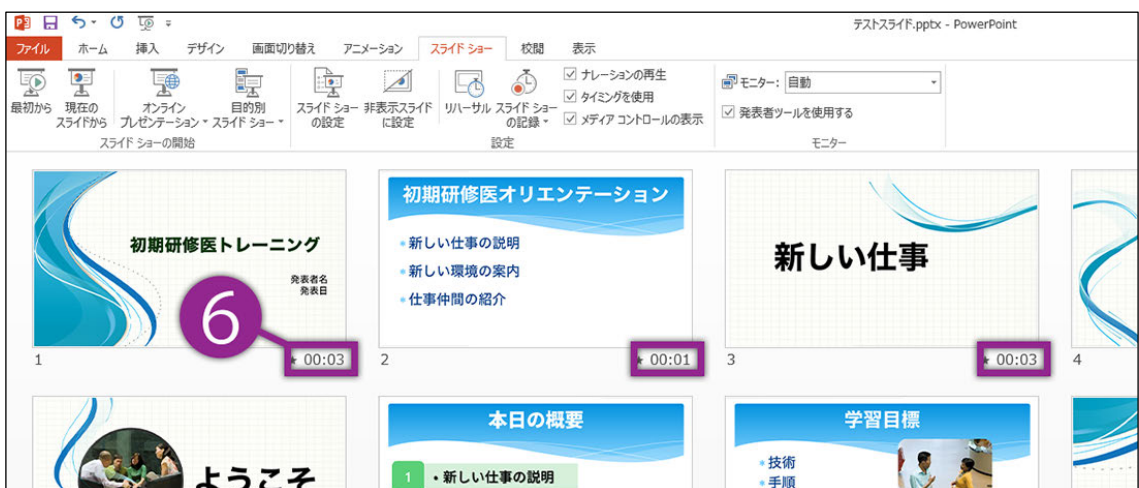 テストスライド.pptx - PowerPoint
ファイル ホーム 挿入 デザイン 画面切り替え アニメーション スライド ショー 校閲 表示
最初から 現在の スライドから オンライン プレゼンテーション 目的別 スライド ショー スライド ショー の設定 非表示スライド に設定 リハーサル スライド ショー の記録
ナレーションの再生
タイミングを使用
メディア コントロールの表示
モニター: 自動
発表者ツールを使用する
スライド ショーの開始 設定 モニター
初期研修医トレーニング
発表者名
発表日
6
1 00:03
初期研修医オリエンテーション
新しい仕事の説明
新しい環境の案内
仕事仲間の紹介
2 00:01
新しい仕事
3 00:03
4
ようこそ
本日の概要
1 ・新しい仕事の説明
学習目標
技術
手順